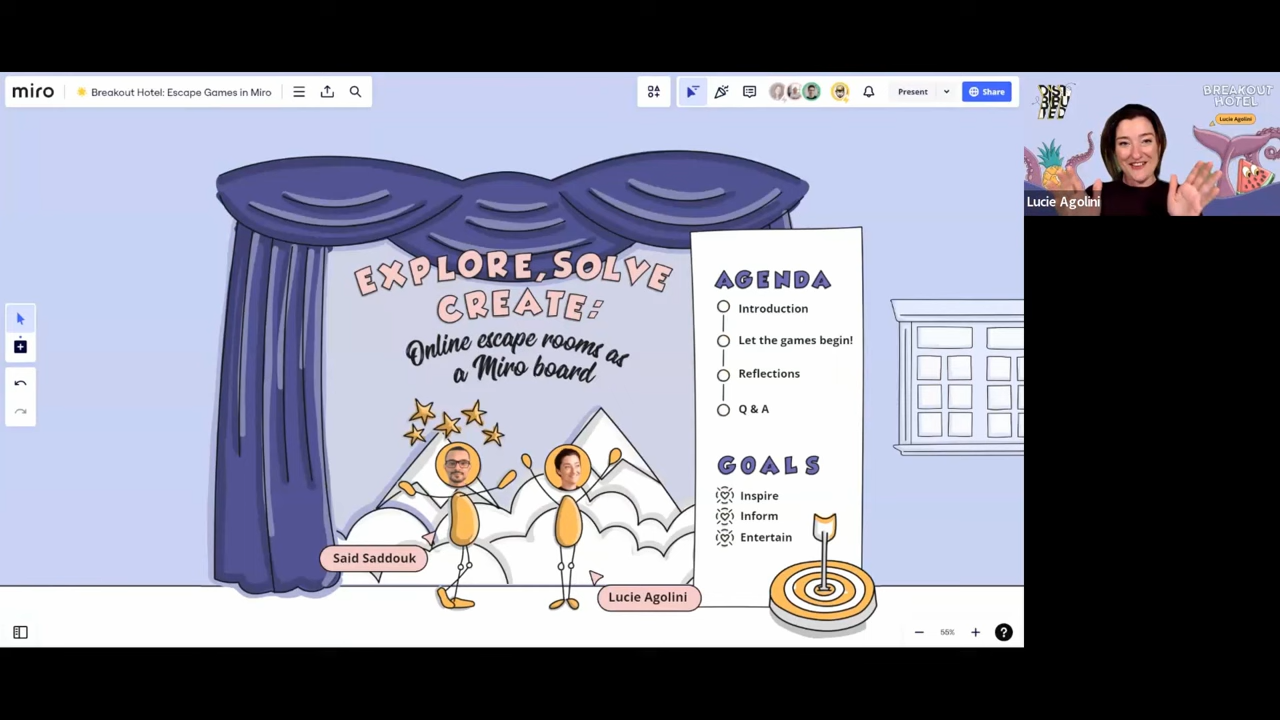 miro
Breakout Hotel: Escape Games in Miro
Present
Share
EXPLORE, SOLVE
CREATE:
Online escape rooms as
a Miro board
Said Saddouk
Lucie Agolini
AGENDA
Introduction
Let the games begin!
Reflections
Q & A
GOALS
Inspire
Inform
Entertain
55%
?
DISTRIBUTED
BREAKOUT
HOTEL
Lucie Agolini
Lucie Agolini